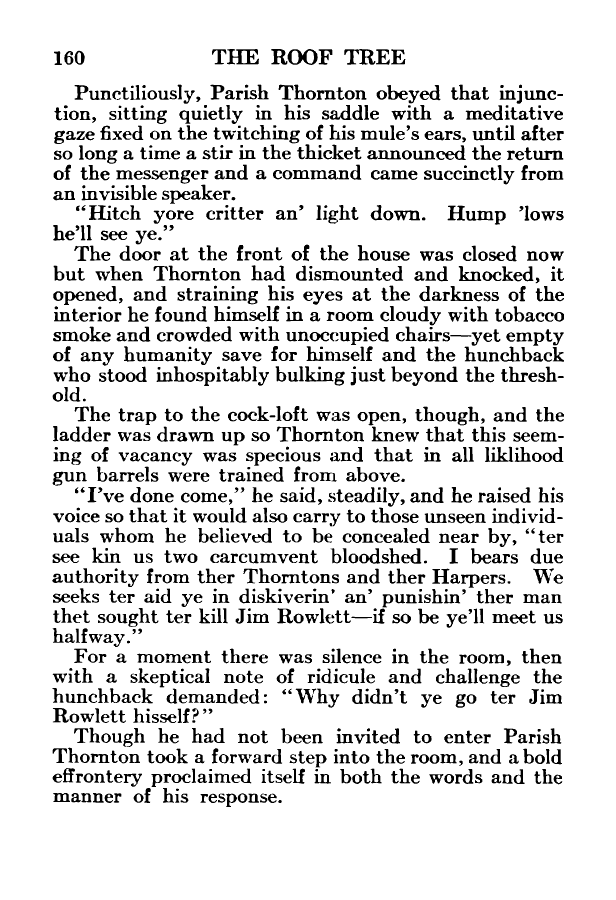 160 THE ROOF TREE
Punctiliously, Parish Thornton obeyed that injunc-
tion, sitting quietly in his saddle with a meditative
gaze fixed on the twitching of his mule's ears, until after
so long a time a stir in the thicket announced the return
of the messenger and a command came succinctly from
an invisible speaker.
"Hitch yore critter an' light down. Hump 'lows
he'll see ye."
The door at the front of the house was closed now
but when Thornton had dismounted and knocked, it
opened, and straining his eyes at the darkness of the
interior he found himself in a room cloudy with tobacco
smoke and crowded with unoccupied chairs—yet empty
of any humanity save for himself and the hunchback
who stood inhospitably bulking just beyond the thresh-
old.
The trap to the cock-loft was open, though, and the
ladder was drawn up so Thornton knew that this seem-
ing of vacancy was specious and that in all liklihood
gun barrels were trained from above.
"I've done come," he said, steadily, and he raised his
voice so that it would also carry to those unseen individ-
uals whom he believed to be concealed near by, "ter
see kin us two carcumvent bloodshed. I bears due
authority from ther Thorntons and ther Harpers. We
seeks ter aid ye in diskiverin' an' punishin' ther man
thet sought ter kill Jim Rowlett—if so be ye'll meet us
halfway."
For a moment there was silence in the room, then
with a skeptical note of ridicule and challenge the
hunchback demanded: "Why didn't ye go ter Jim
Rowlett hisself?"
Though he had not been invited to enter Parish
Thornton took a forward step into the room, and a bold
effrontery proclaimed itself in both the words and the
manner of his response.